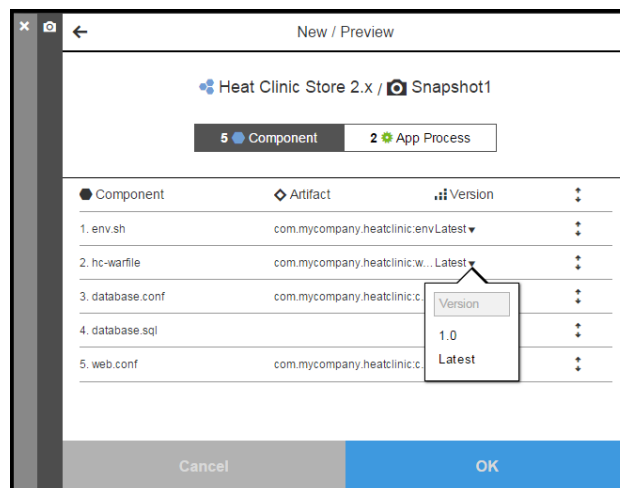 New / Preview
Heat Clinic Store 2.x / Snapshot1
5 Component 2 App Process
Component Artifact Version
1. env.sh com.mycompany.heatclinic:env Latest
2. hc-warfile com.mycompany.heatclinic:w... Latest
3. database.conf com.mycompany.heatclinic:c.
Version
4. database.sql 1.0
5. web.conf com.mycompany.heatclinic:c. Latest
Cancel OK